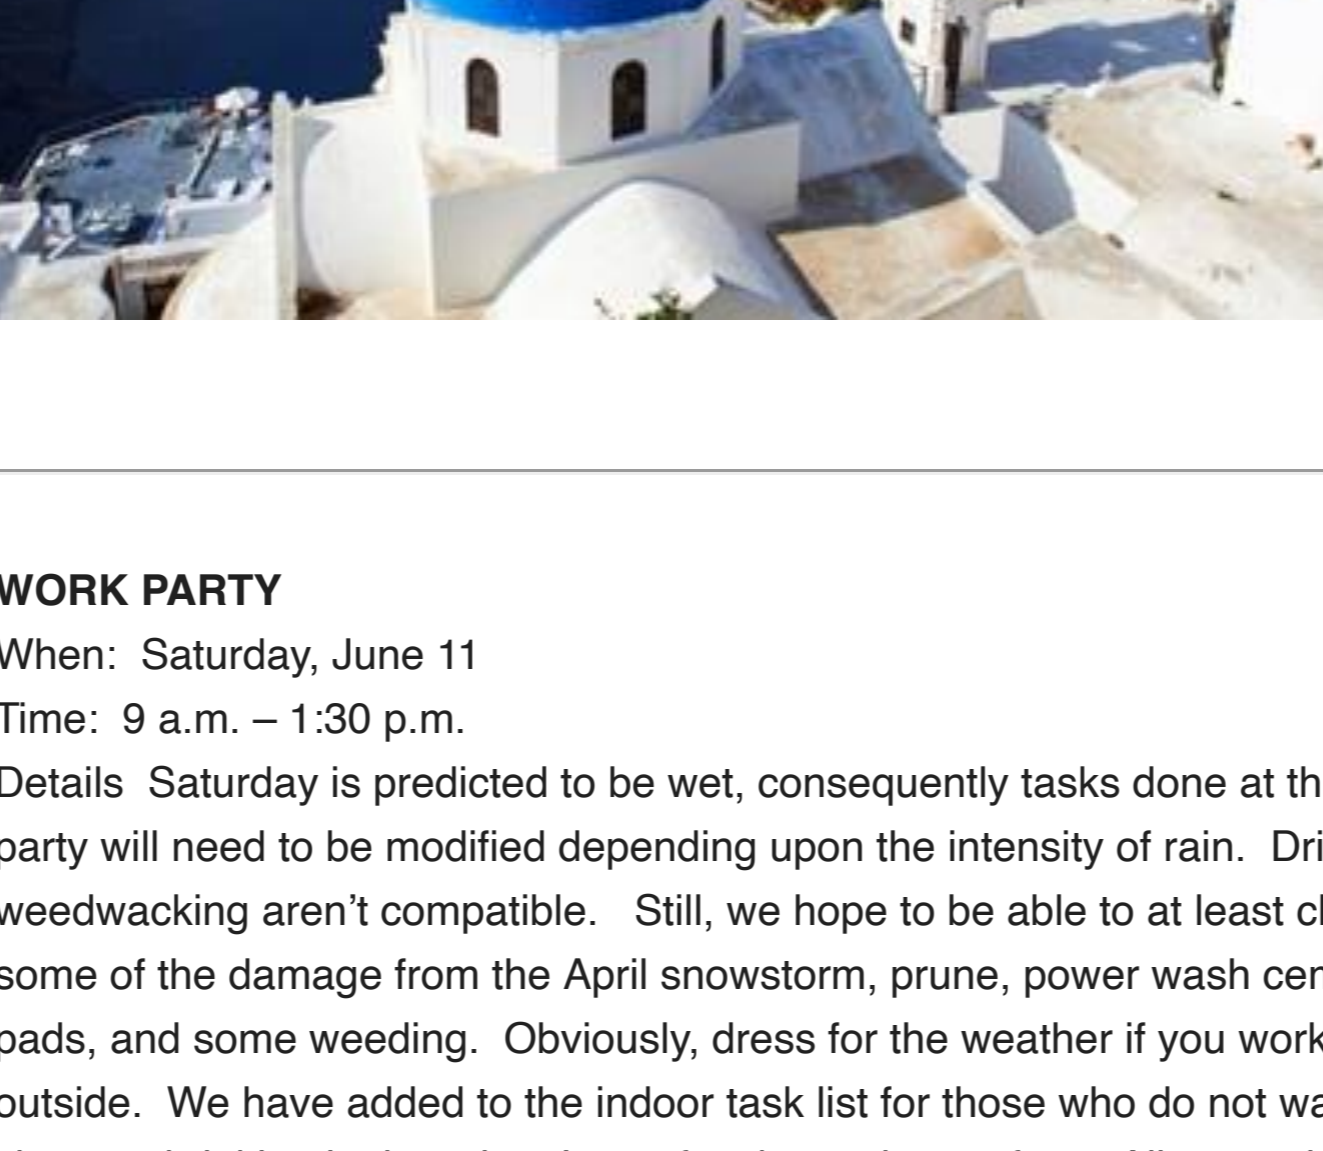 WORK PARTY
When:  Saturday, June 11
Time:  9 a.m. – 1:30 p.m.
Details  Saturday is predicted to be wet, consequently tasks done at th
party will need to be modified depending upon the intensity of rain.  Dri
weedwacking aren’t compatible.   Still, we hope to be able to at least cl
some of the damage from the April snowstorm, prune, power wash cem
pads, and some weeding.  Obviously, dress for the weather if you work
outside.  We have added to the indoor task list for those who do not wa